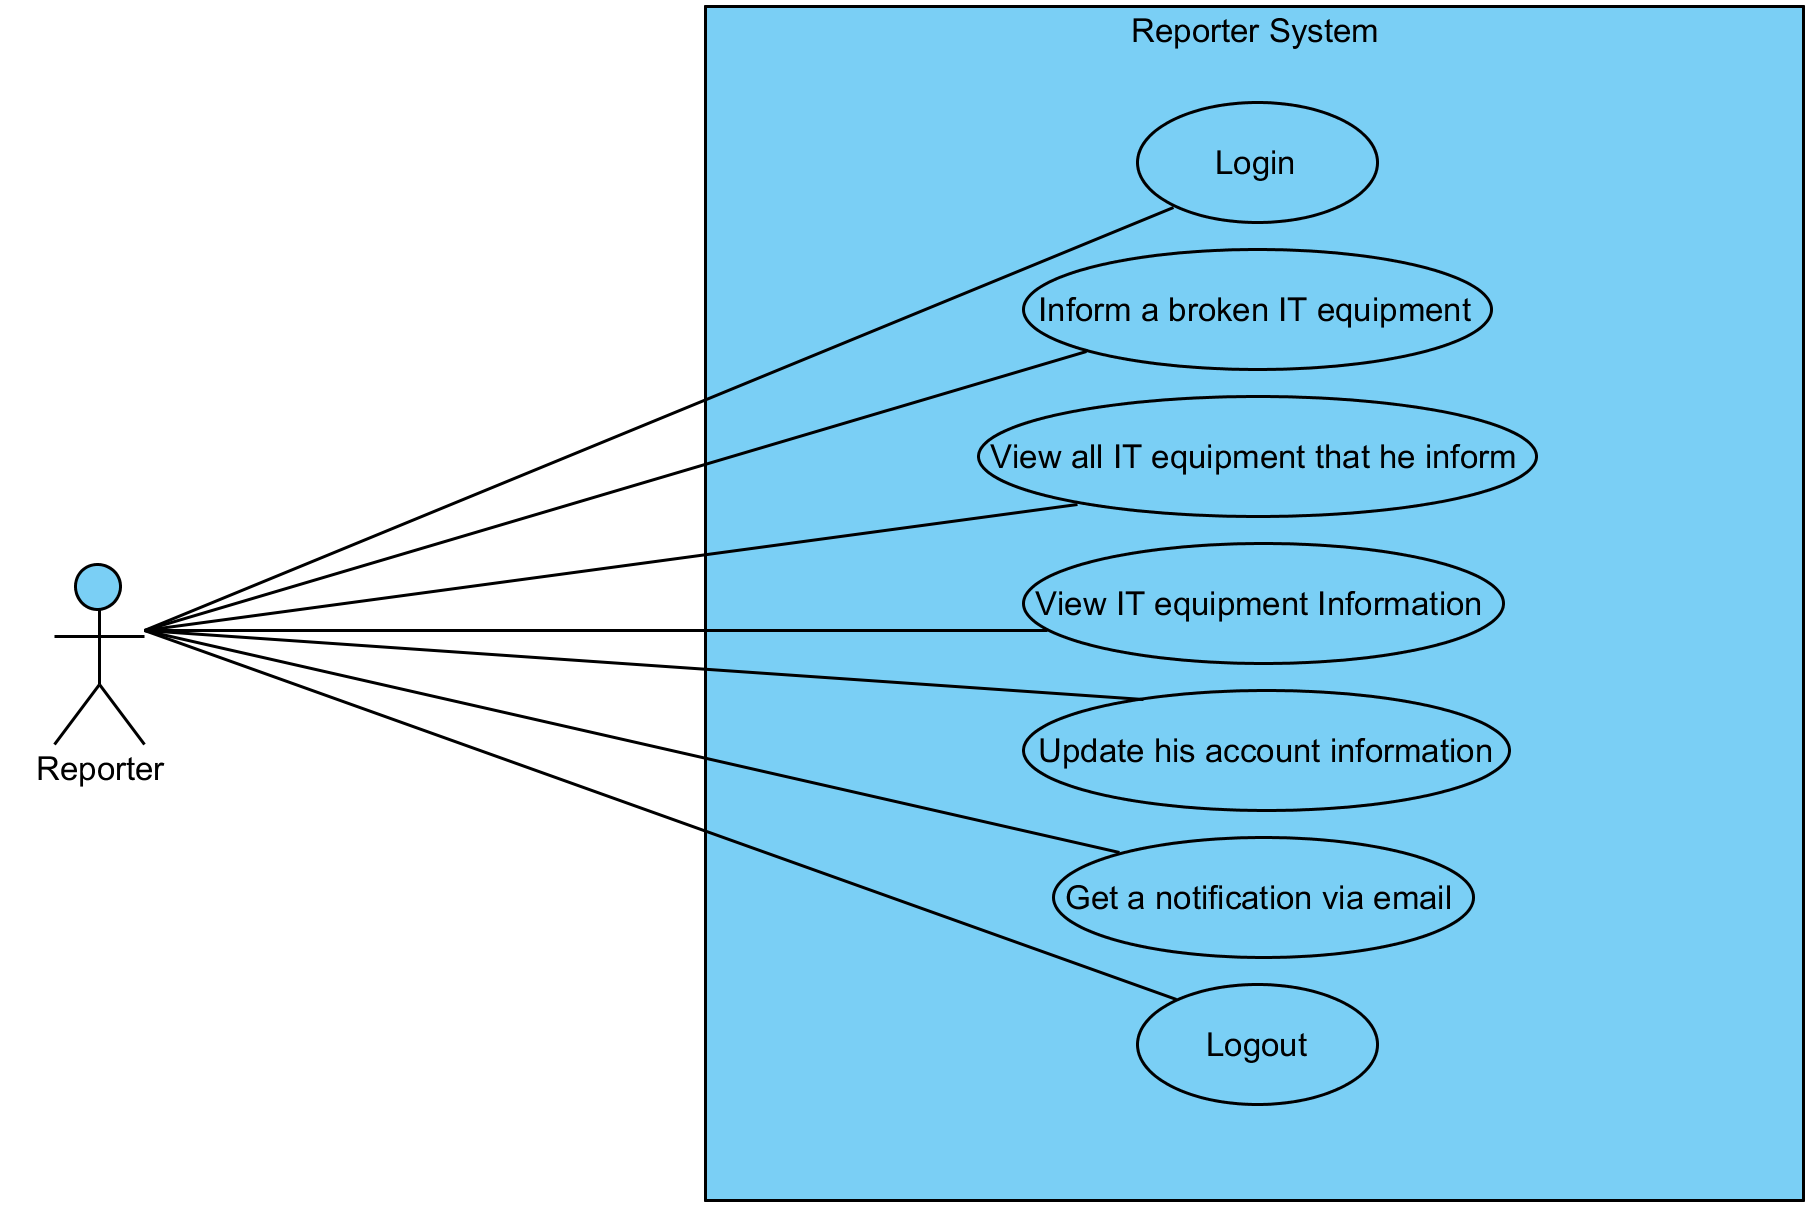 Reporter System
Login
Inform a broken IT equipment
View all IT equipment that he inform
View IT equipment Information
Update his account information
Reporter
Get a notification via email
Logout